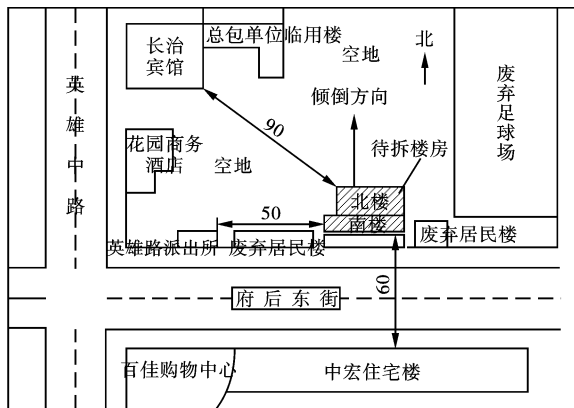 总包单位临用楼
长治
宾馆
空地
北
英雄中路
倾倒方向
废弃足球场
90
花园商务
酒店
空地
待拆楼房
北楼
50
南楼
英雄路派出所
废弃居民楼
废弃居民楼
府后东街
60
百佳购物中心
中宏住宅楼